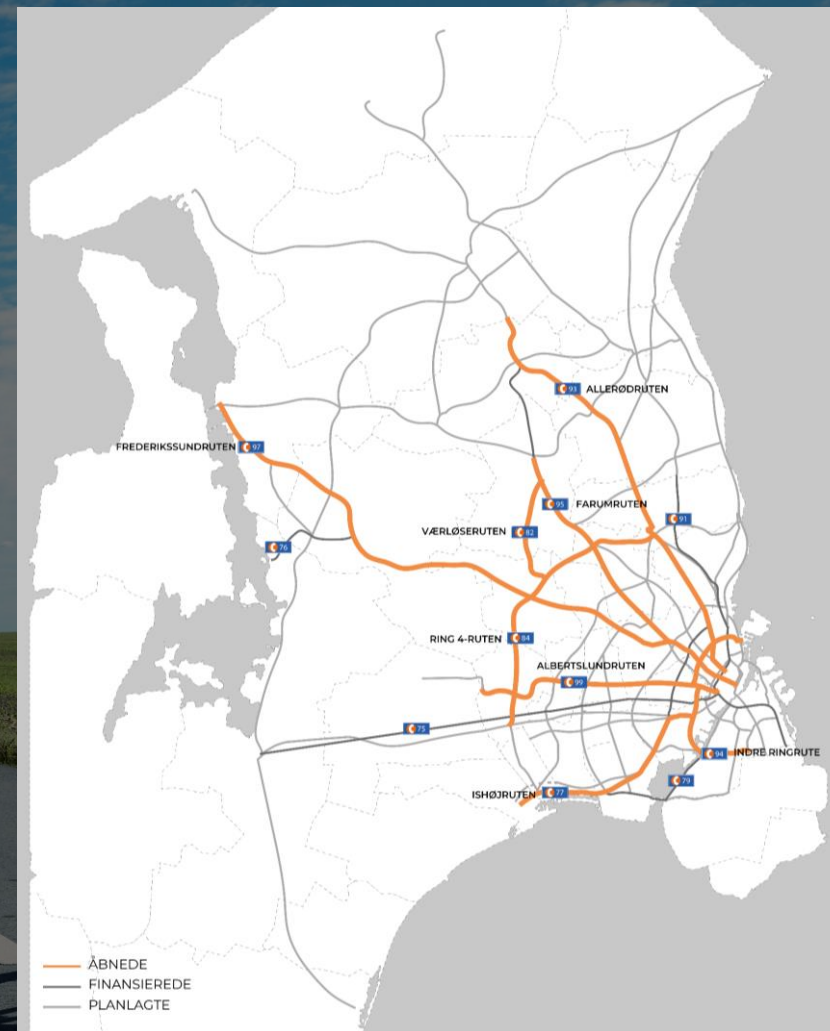 93 ALLERØDRUTEN
FREDERIKSSUNDRUTEN 97
95 FARUMRUTEN
91
VÆRLØSERUTEN 82
76
RING 4-RUTEN 84
ALBERTSLUNDRUTEN
99
75
94 INDRE RINGRUTE
79
ISHØJRUTEN 77
ÅBNEDE
FINANSIEREDE
PLANLAGTE